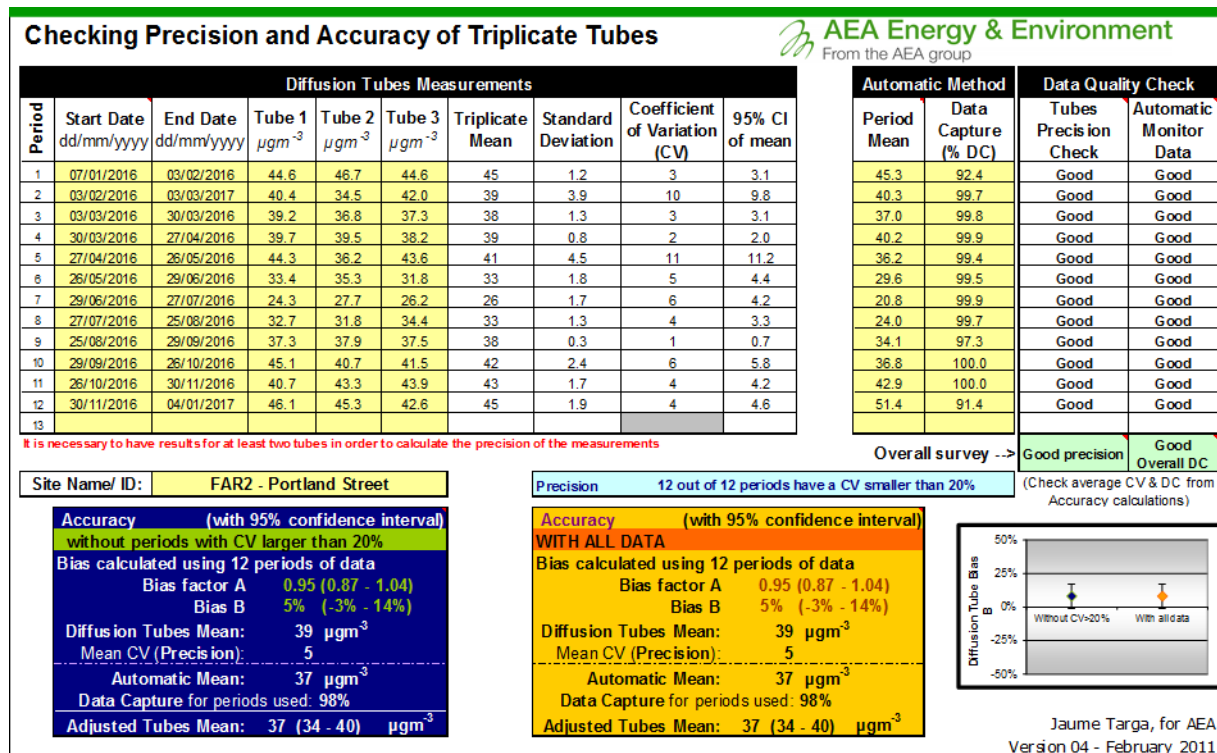 Checking Precision and Accuracy of Triplicate Tubes
AEA Energy & Environment
From the AEA group
Diffusion Tubes Measurements
Automatic Method
Data Quality Check
Period Start Date dd/mm/yyyy End Date dd/mm/yyyy Tube 1 µgm-3 Tube 2 µgm-3 Tube 3 µgm-3 Triplicate Mean Standard Deviation Coefficient of Variation (CV) 95% CI of mean Period Mean Data Capture (% DC) Tubes Precision Check Automatic Monitor Data
1 07/01/2016 03/02/2016 44.6 46.7 44.6 45 1.2 3 3.1 45.3 92.4 Good Good
2 03/02/2016 03/03/2017 40.4 34.5 42.0 39 3.9 10 9.8 40.3 99.7 Good Good
3 03/03/2016 30/03/2016 39.2 36.8 37.3 38 1.3 3 3.1 37.0 99.8 Good Good
4 30/03/2016 27/04/2016 39.7 39.5 38.2 39 0.8 2 2.0 40.2 99.9 Good Good
5 27/04/2016 26/05/2016 44.3 36.2 43.6 41 4.5 11 11.2 36.2 99.4 Good Good
6 26/05/2016 29/06/2016 33.4 35.3 31.8 33 1.8 5 4.4 29.6 99.5 Good Good
7 29/06/2016 27/07/2016 24.3 27.7 26.2 26 1.7 6 4.2 20.8 99.9 Good Good
8 27/07/2016 25/08/2016 32.7 31.8 34.4 33 1.3 4 3.3 24.0 99.7 Good Good
9 25/08/2016 29/09/2016 37.3 37.9 37.5 38 0.3 1 0.7 34.1 97.3 Good Good
10 29/09/2016 26/10/2016 45.1 40.7 41.5 42 2.4 6 5.8 36.8 100.0 Good Good
11 26/10/2016 30/11/2016 40.7 43.3 43.9 43 1.7 4 4.2 42.9 100.0 Good Good
12 30/11/2016 04/01/2017 46.1 45.3 42.6 45 1.9 4 4.6 51.4 91.4 Good Good
13
It is necessary to have results for at least two tubes in order to calculate the precision of the measurements
Overall survey --> Good precision Good Overall DC
Site Name/ ID: FAR2 - Portland Street
Precision 12 out of 12 periods have a CV smaller than 20%
(Check average CV & DC from
Accuracy calculations)
Accuracy (with 95% confidence interval)
without periods with CV larger than 20%
Bias calculated using 12 periods of data
Bias factor A 0.95 (0.87 - 1.04)
Bias B 5% (-3% - 14%)
Diffusion Tubes Mean: 39 µgm-3
Mean CV (Precision): 5
Automatic Mean: 37 µgm-3
Data Capture for periods used: 98%
Adjusted Tubes Mean: 37 (34 - 40) µgm-3
Accuracy (with 95% confidence interval)
WITH ALL DATA
Bias calculated using 12 periods of data
Bias factor A 0.95 (0.87 - 1.04)
Bias B 5% (-3% - 14%)
Diffusion Tubes Mean: 39 µgm-3
Mean CV (Precision): 5
Automatic Mean: 37 µgm-3
Data Capture for periods used: 98%
Adjusted Tubes Mean: 37 (34 - 40) µgm-3
Diffusion Tube Bias B
50%
25%
0%
-25%
-50%
Without CV>20% With all data
Jaume Targa, for AEA
Version 04 - February 2011